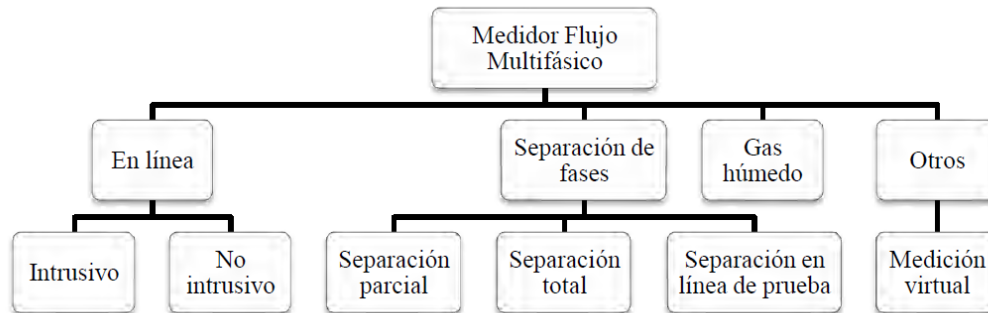 Medidor Flujo
Multifásico
En línea
Separación de
fases
Gas
húmedo
Otros
Intrusivo
No
intrusivo
Separación
parcial
Separación
total
Separación en
línea de prueba
Medición
virtual